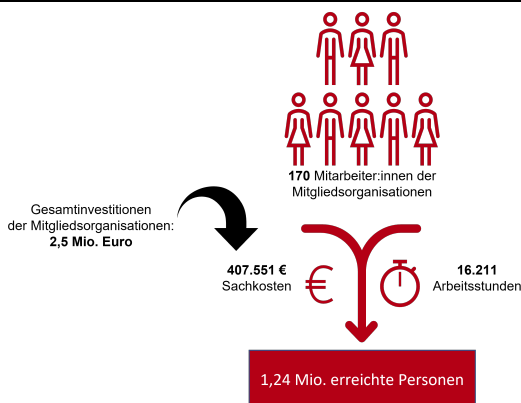 170 Mitarbeiter:innen der
Mitgliedsorganisationen
Gesamtinvestitionen
der Mitgliedsorganisationen:
2,5 Mio. Euro
407.551 €
Sachkosten
€
16.211
Arbeitsstunden
1,24 Mio. erreichte Personen